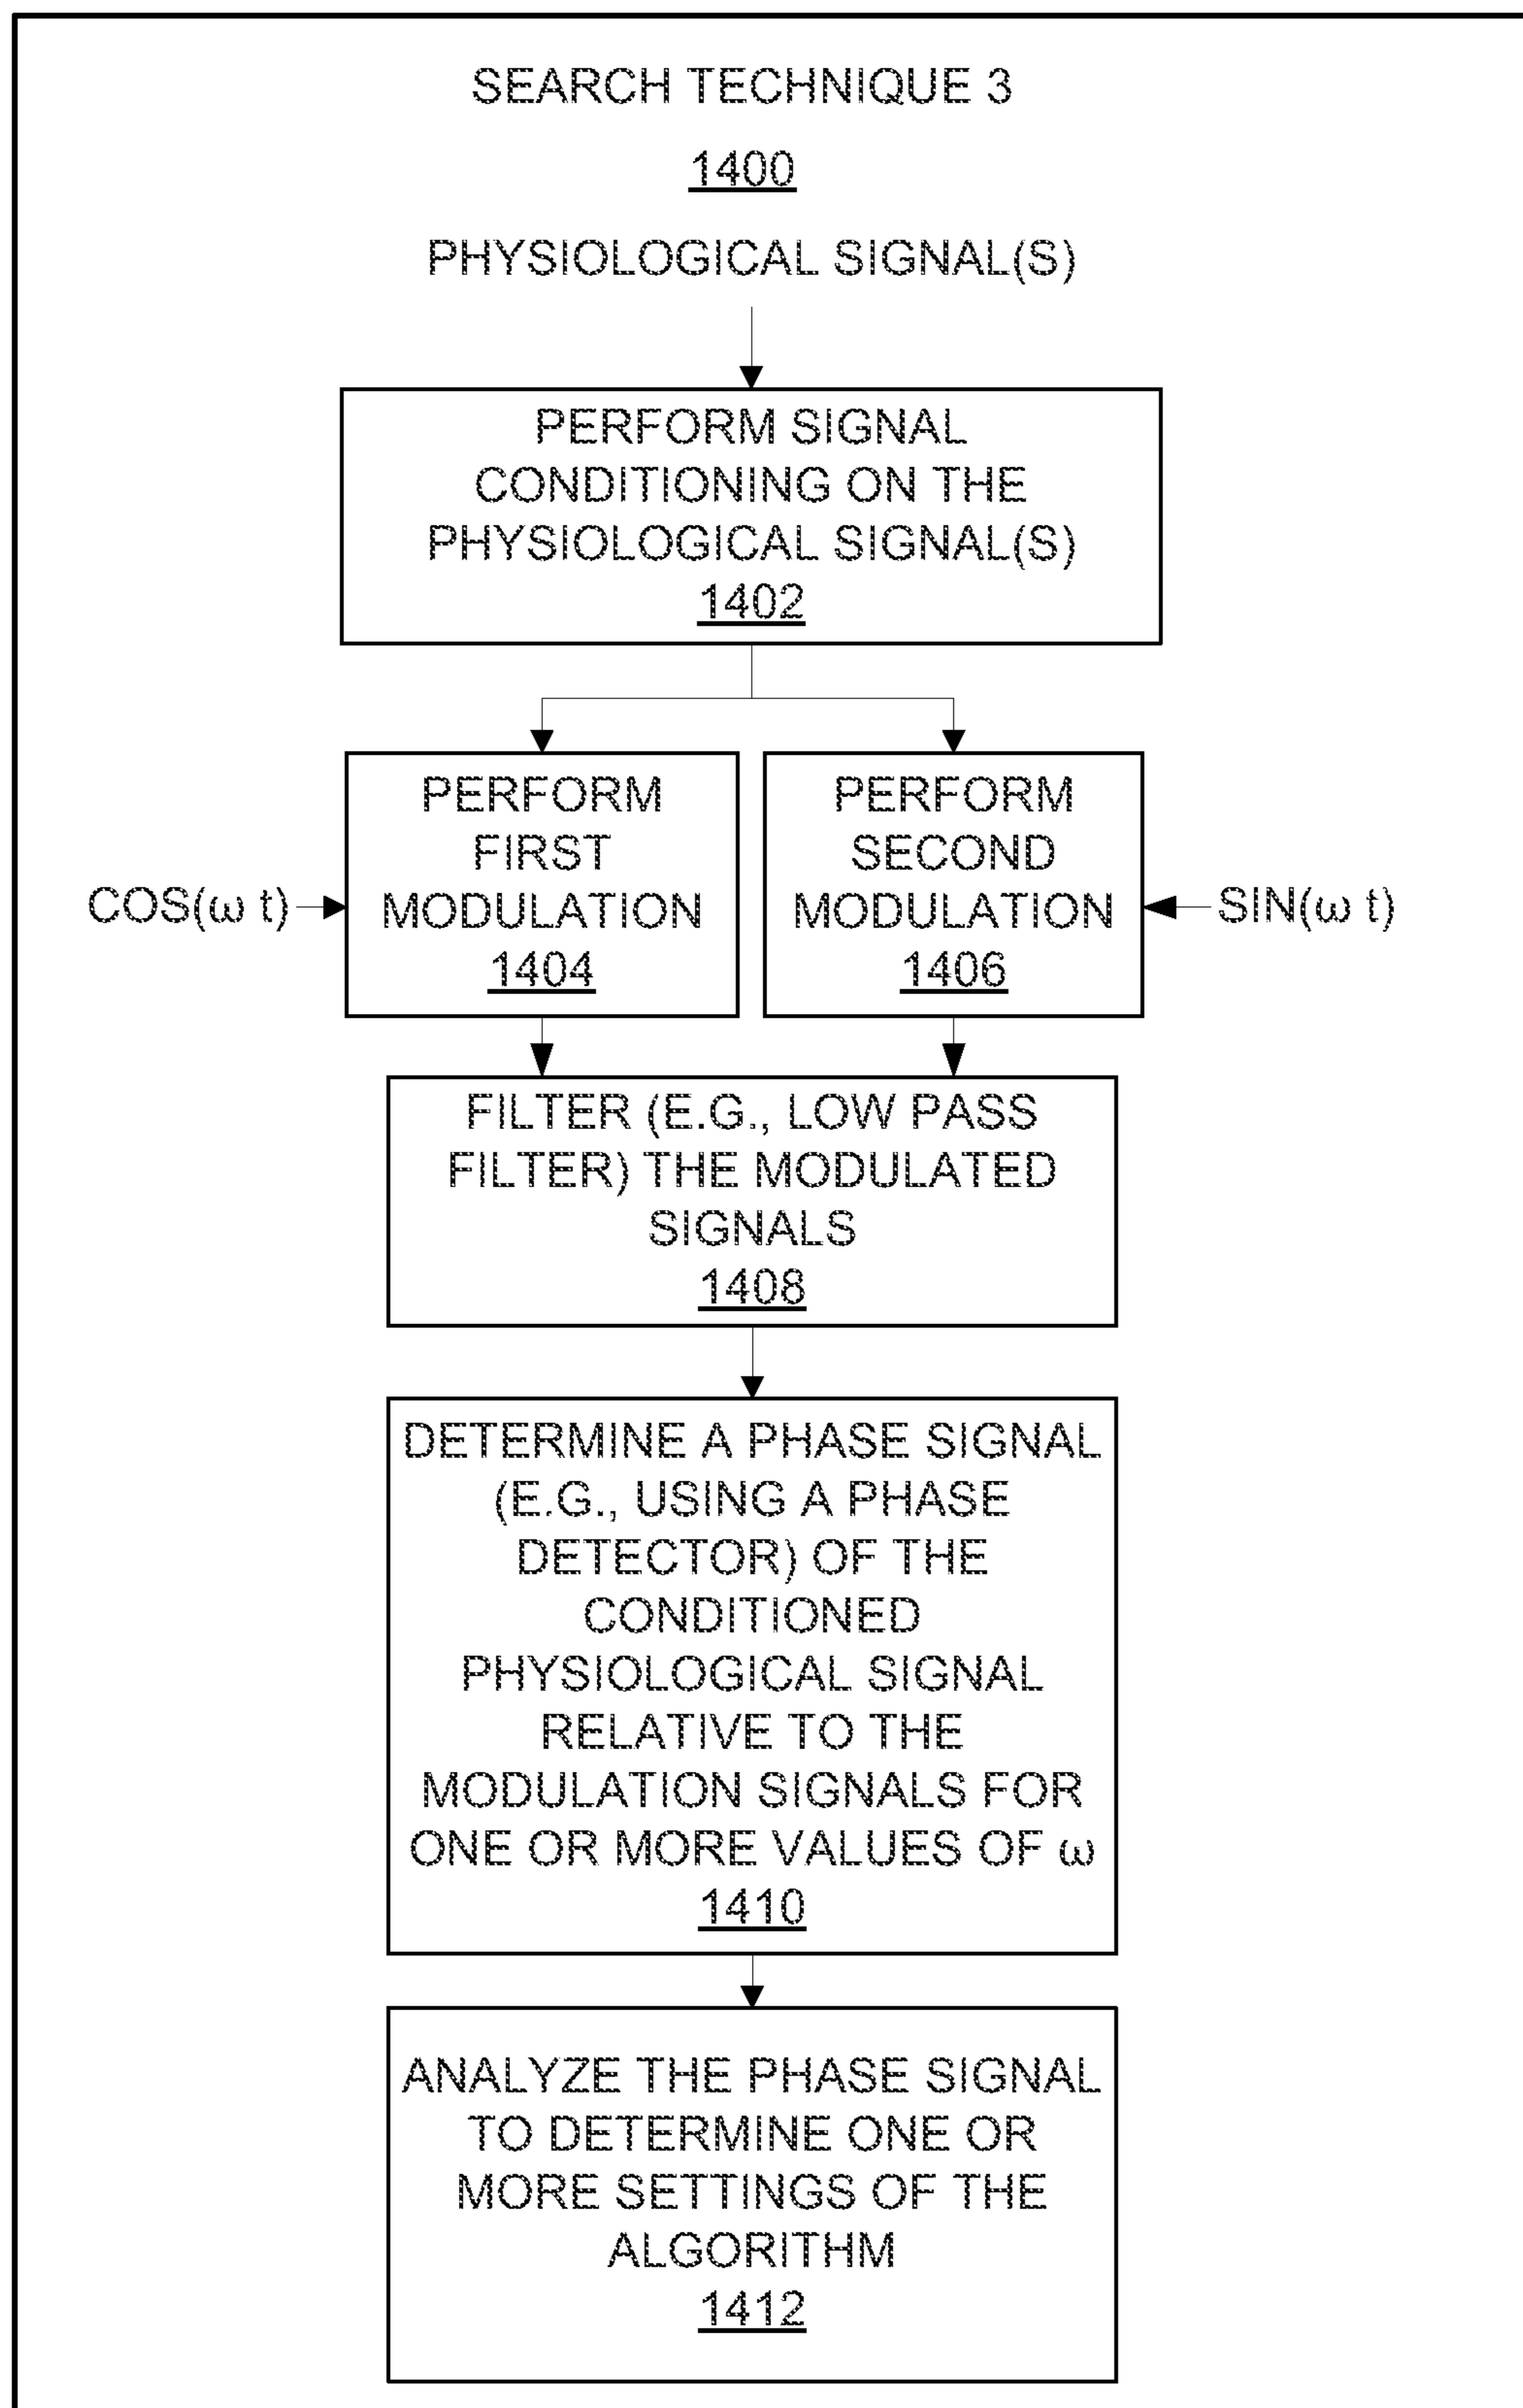 SEARCH TECHNIQUE 3
1400
PHYSIOLOGICAL SIGNAL(S)
PERFORM SIGNAL
CONDITIONING ON THE
PHYSIOLOGICAL SIGNAL(S)
1402
PERFORM
FIRST
MODULATION
1404
COS(ω t)
PERFORM
SECOND
MODULATION
1406
SIN(ω t)
FILTER (E.G., LOW PASS
FILTER) THE MODULATED
SIGNALS
1408
DETERMINE A PHASE SIGNAL
(E.G., USING A PHASE
DETECTOR) OF THE
CONDITIONED
PHYSIOLOGICAL SIGNAL
RELATIVE TO THE
MODULATION SIGNALS FOR
ONE OR MORE VALUES OF ω
1410
ANALYZE THE PHASE SIGNAL
TO DETERMINE ONE OR
MORE SETTINGS OF THE
ALGORITHM
1412